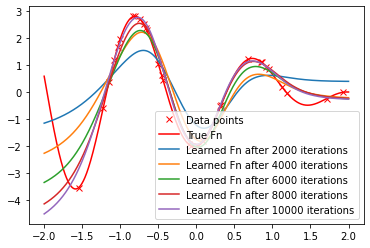 3
2
1
0
−1
−2
−3
−4
Data points
True Fn
Learned Fn after 2000 iterations
Learned Fn after 4000 iterations
Learned Fn after 6000 iterations
Learned Fn after 8000 iterations
Learned Fn after 10000 iterations
−2.0 −1.5 −1.0 −0.5 0.0 0.5 1.0 1.5 2.0